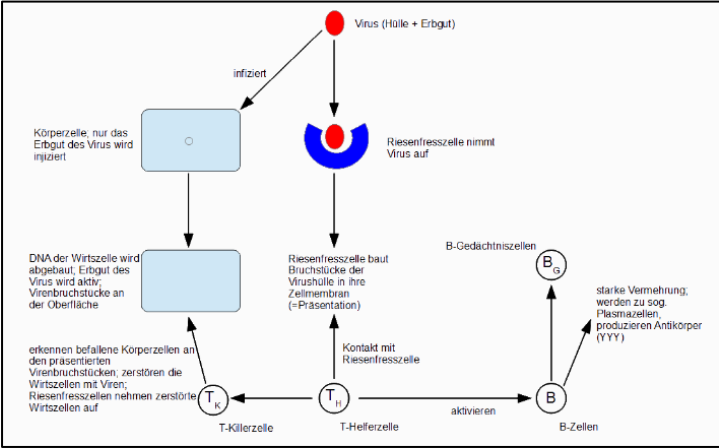 Virus (Hülle + Erbgut)
infiziert
Körperzelle; nur das
Erbgut des Virus wird
injiziert
Riesenfresszelle nimmt
Virus auf
DNA der Wirtszelle wird
abgebaut; Erbgut des
Virus wird aktiv;
Virenbruchstücke an
der Oberfläche
Riesenfresszelle baut
Bruchstücke der
Virushülle in ihre
Zellmembran
(=Präsentation)
B-Gedächtniszellen
B_G
starke Vermehrung;
werden zu sog.
Plasmazellen,
produzieren Antikörper
(YYY)
erkennen befallene Körperzellen an
den präsentierten
Virenbruchstücken; zerstören die
Wirtszellen mit Viren;
Riesenfresszellen nehmen zerstörte
Wirtszellen auf
Kontakt mit
Riesenfresszelle
T_K
T_H
B
aktivieren
T-Killerzelle
T-Helferzelle
B-Zellen